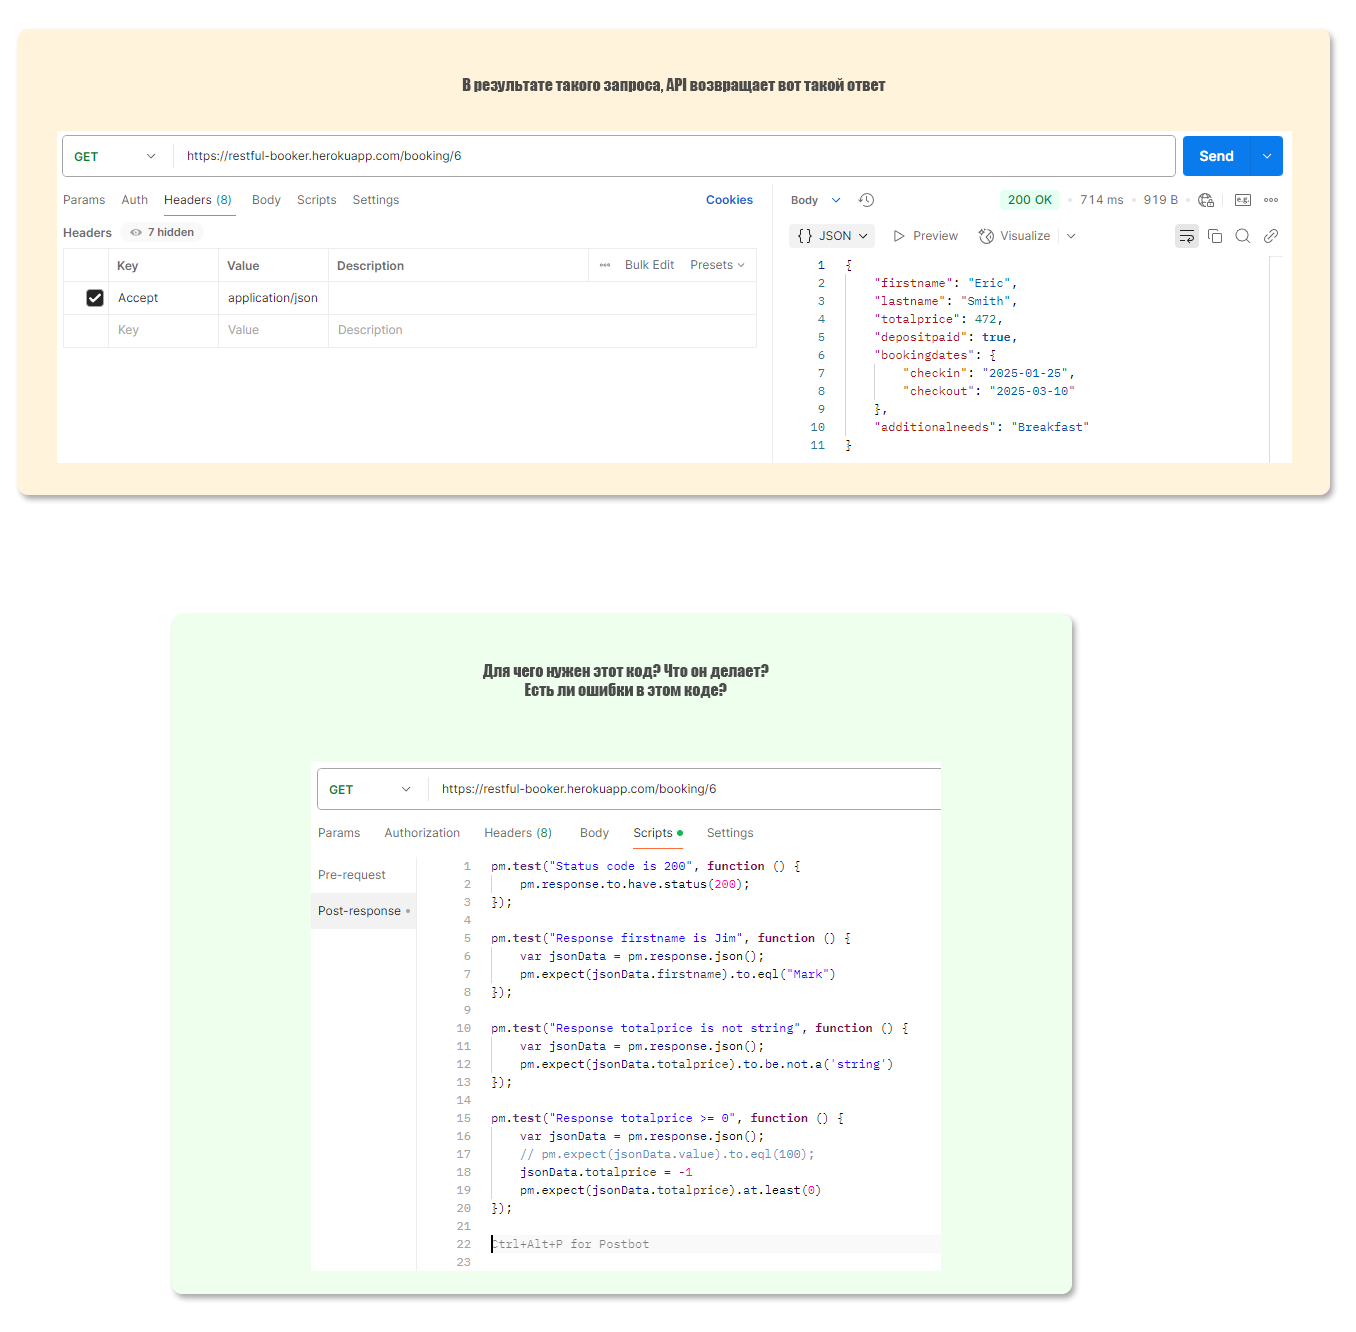 В результате такого запроса, API возвращает вот такой ответ
GET https://restful-booker.herokuapp.com/booking/6 Send
Params Auth Headers (8) Body Scripts Settings Cookies
Headers 7 hidden
Key Value Description ••• Bulk Edit Presets
Accept application/json
Key Value Description
Body 200 OK • 714 ms • 919 B • e.g. •••
{} JSON Preview Visualize
1 {
2 "firstname": "Eric",
3 "lastname": "Smith",
4 "totalprice": 472,
5 "depositpaid": true,
6 "bookingdates": {
7 "checkin": "2025-01-25",
8 "checkout": "2025-03-10"
9 },
10 "additionalneeds": "Breakfast"
11 }
Для чего нужен этот код? Что он делает?
Есть ли ошибки в этом коде?
GET https://restful-booker.herokuapp.com/booking/6
Params Authorization Headers (8) Body Scripts Settings
Pre-request
Post-response
1 pm.test("Status code is 200", function () {
2 pm.response.to.have.status(200);
3 });
4
5 pm.test("Response firstname is Jim", function () {
6 var jsonData = pm.response.json();
7 pm.expect(jsonData.firstname).to.eql("Mark")
8 });
9
10 pm.test("Response totalprice is not string", function () {
11 var jsonData = pm.response.json();
12 pm.expect(jsonData.totalprice).to.be.not.a('string')
13 });
14
15 pm.test("Response totalprice >= 0", function () {
16 var jsonData = pm.response.json();
17 // pm.expect(jsonData.value).to.eql(100);
18 jsonData.totalprice = -1
19 pm.expect(jsonData.totalprice).at.least(0)
20 });
21
22 Ctrl+Alt+P for Postbot
23